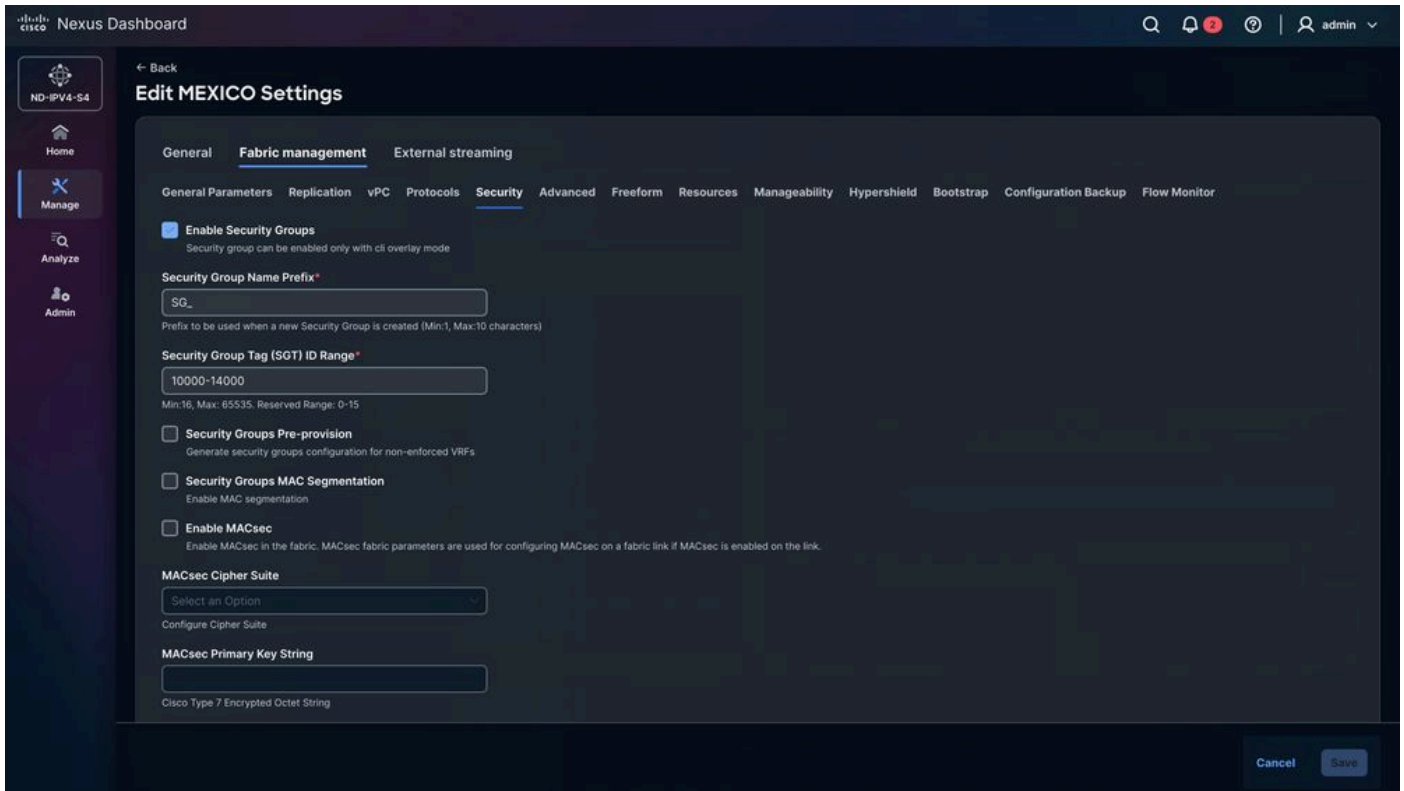 CISCO Nexus Dashboard
2 admin
ND-IPV4-S4
Home
Manage
Analyze
Admin
← Back
Edit MEXICO Settings
General Fabric management External streaming
General Parameters Replication vPC Protocols Security Advanced Freeform Resources Manageability Hypershield Bootstrap Configuration Backup Flow Monitor
Enable Security Groups
Security group can be enabled only with cli overlay mode
Security Group Name Prefix*
SG_
Prefix to be used when a new Security Group is created (Min:1, Max:10 characters)
Security Group Tag (SGT) ID Range*
10000-14000
Min:16, Max: 65535. Reserved Range: 0-15
Security Groups Pre-provision
Generate security groups configuration for non-enforced VRFs
Security Groups MAC Segmentation
Enable MAC segmentation
Enable MACsec
Enable MACsec in the fabric. MACsec fabric parameters are used for configuring MACsec on a fabric link if MACsec is enabled on the link.
MACsec Cipher Suite
Select an Option
Configure Cipher Suite
MACsec Primary Key String
Cisco Type 7 Encrypted Octet String
Cancel Save